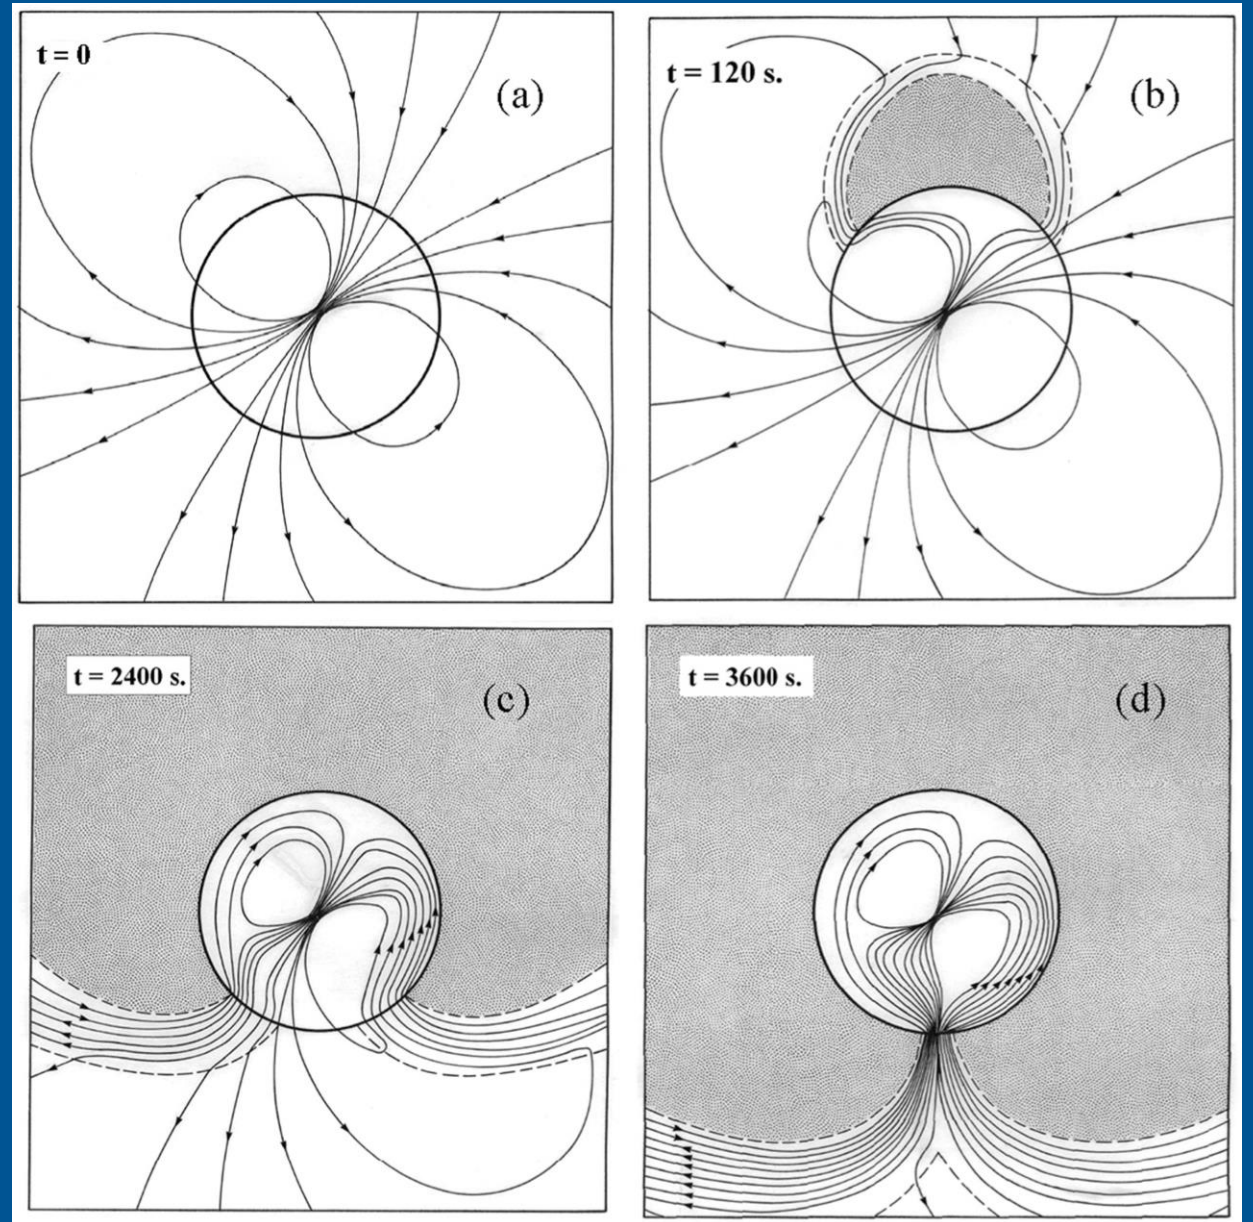 t = 0
(a)
t = 120 s.
(b)
t = 2400 s.
(c)
t = 3600 s.
(d)